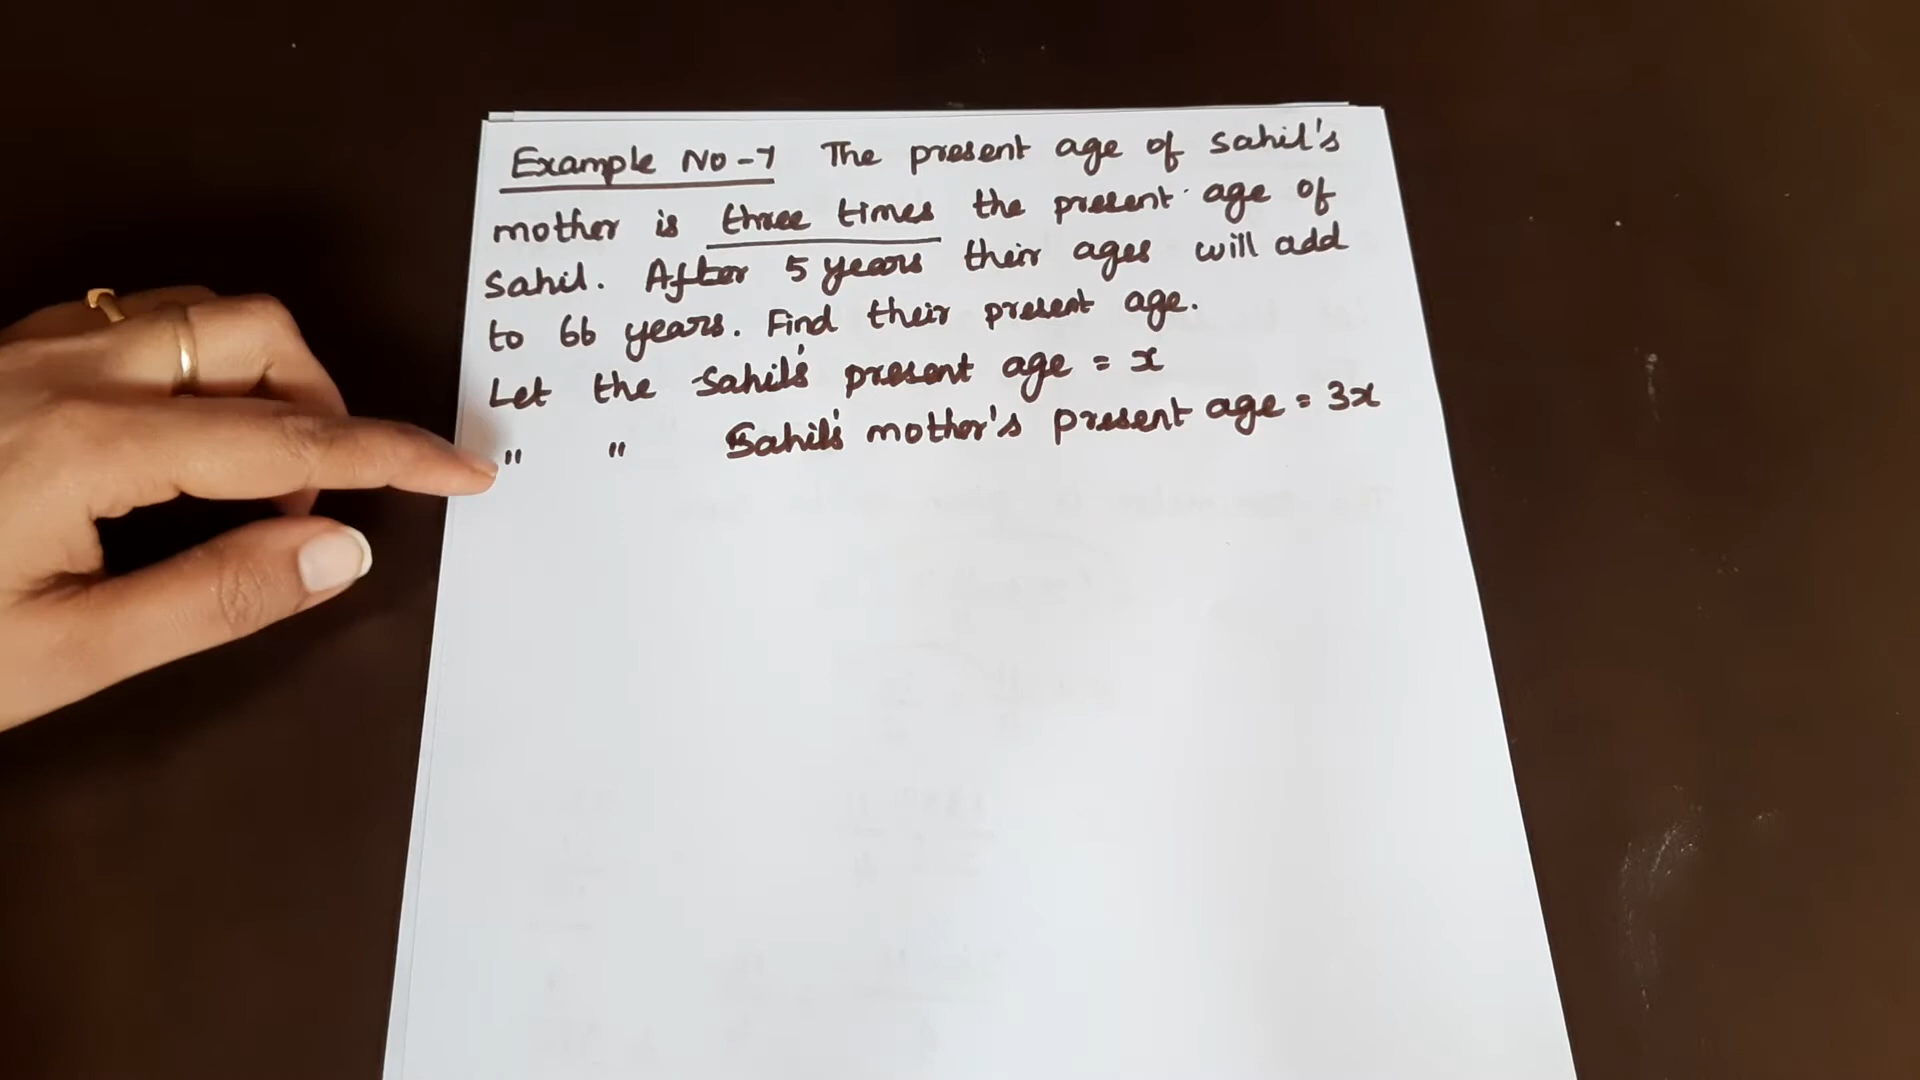 Example No-7 The present age of Sahil's
mother is three times the present age of
Sahil. After 5 years their ages will add
to 66 years. Find their present age.
Let the Sahil's present age = x
" " Sahil's mother's present age = 3x